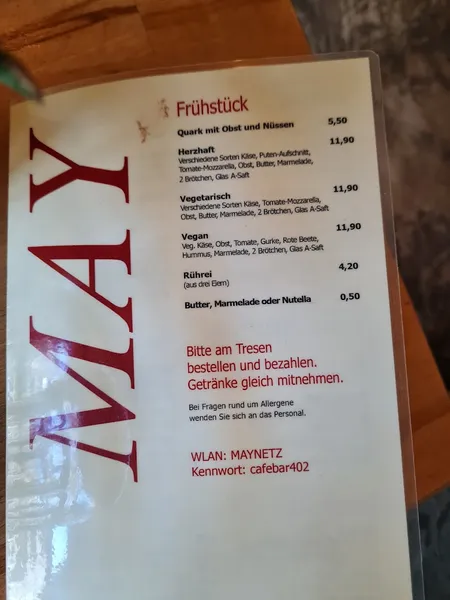 MAY
Frühstück
Quark mit Obst und Nüssen 5,50
Herzhaft 11,90
Verschiedene Sorten Käse, Puten-Aufschnitt,
Tomate-Mozzarella, Obst, Butter, Marmelade,
2 Brötchen, Glas A-Saft
Vegetarisch 11,90
Verschiedene Sorten Käse, Tomate-Mozzarella,
Obst, Butter, Marmelade, 2 Brötchen, Glas A-Saft
Vegan 11,90
Veg. Käse, Obst, Tomate, Gurke, Rote Beete,
Hummus, Marmelade, 2 Brötchen, Glas A-Saft
Rührei 4,20
(aus drei Eiern)
Butter, Marmelade oder Nutella 0,50
Bitte am Tresen
bestellen und bezahlen.
Getränke gleich mitnehmen.
Bei Fragen rund um Allergene
wenden Sie sich an das Personal.
WLAN: MAYNETZ
Kennwort: cafebar402